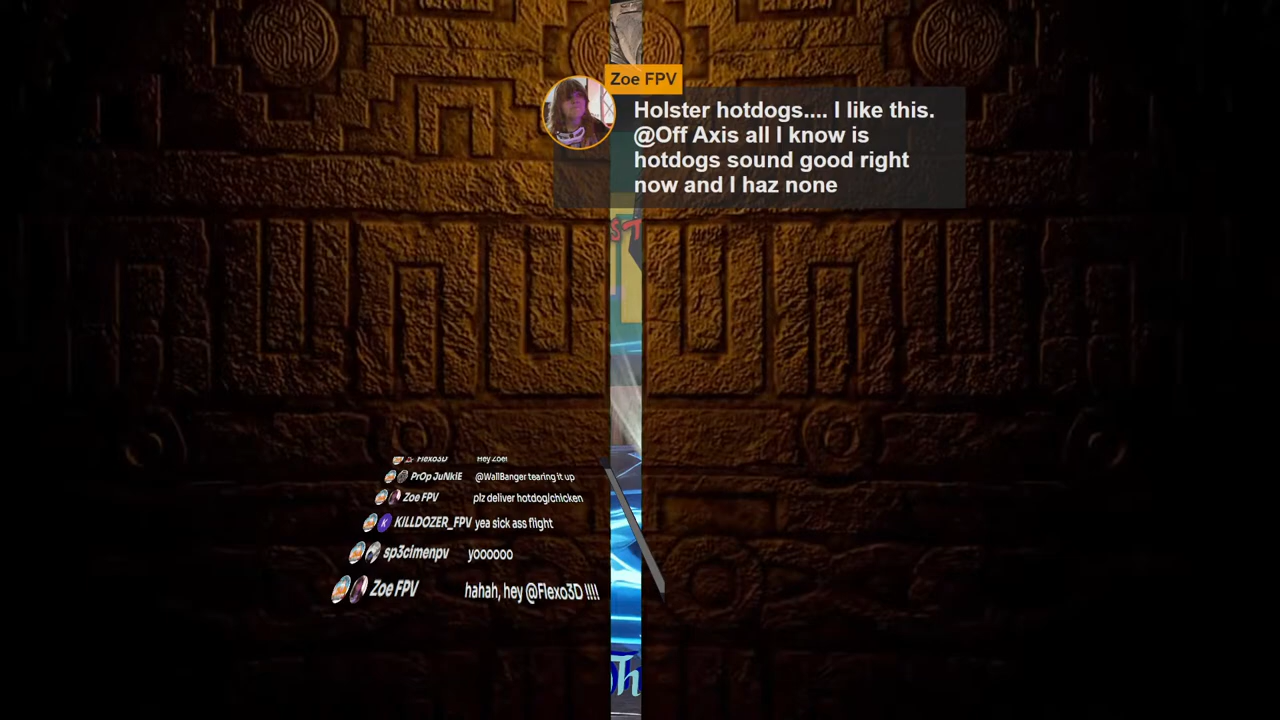 Zoe FPV
Holster hotdogs.... I like this.
@Off Axis all I know is
hotdogs sound good right
now and I haz none
Flexo3D Hey Zoe!
PrOp JuNkiE @WallBanger tearing it up
Zoe FPV plz deliver hotdog/chicken
K KILLDOZER_FPV yea sick ass flight
sp3cimenpv yoooooo
Zoe FPV hahah, hey @Flexo3D !!!!